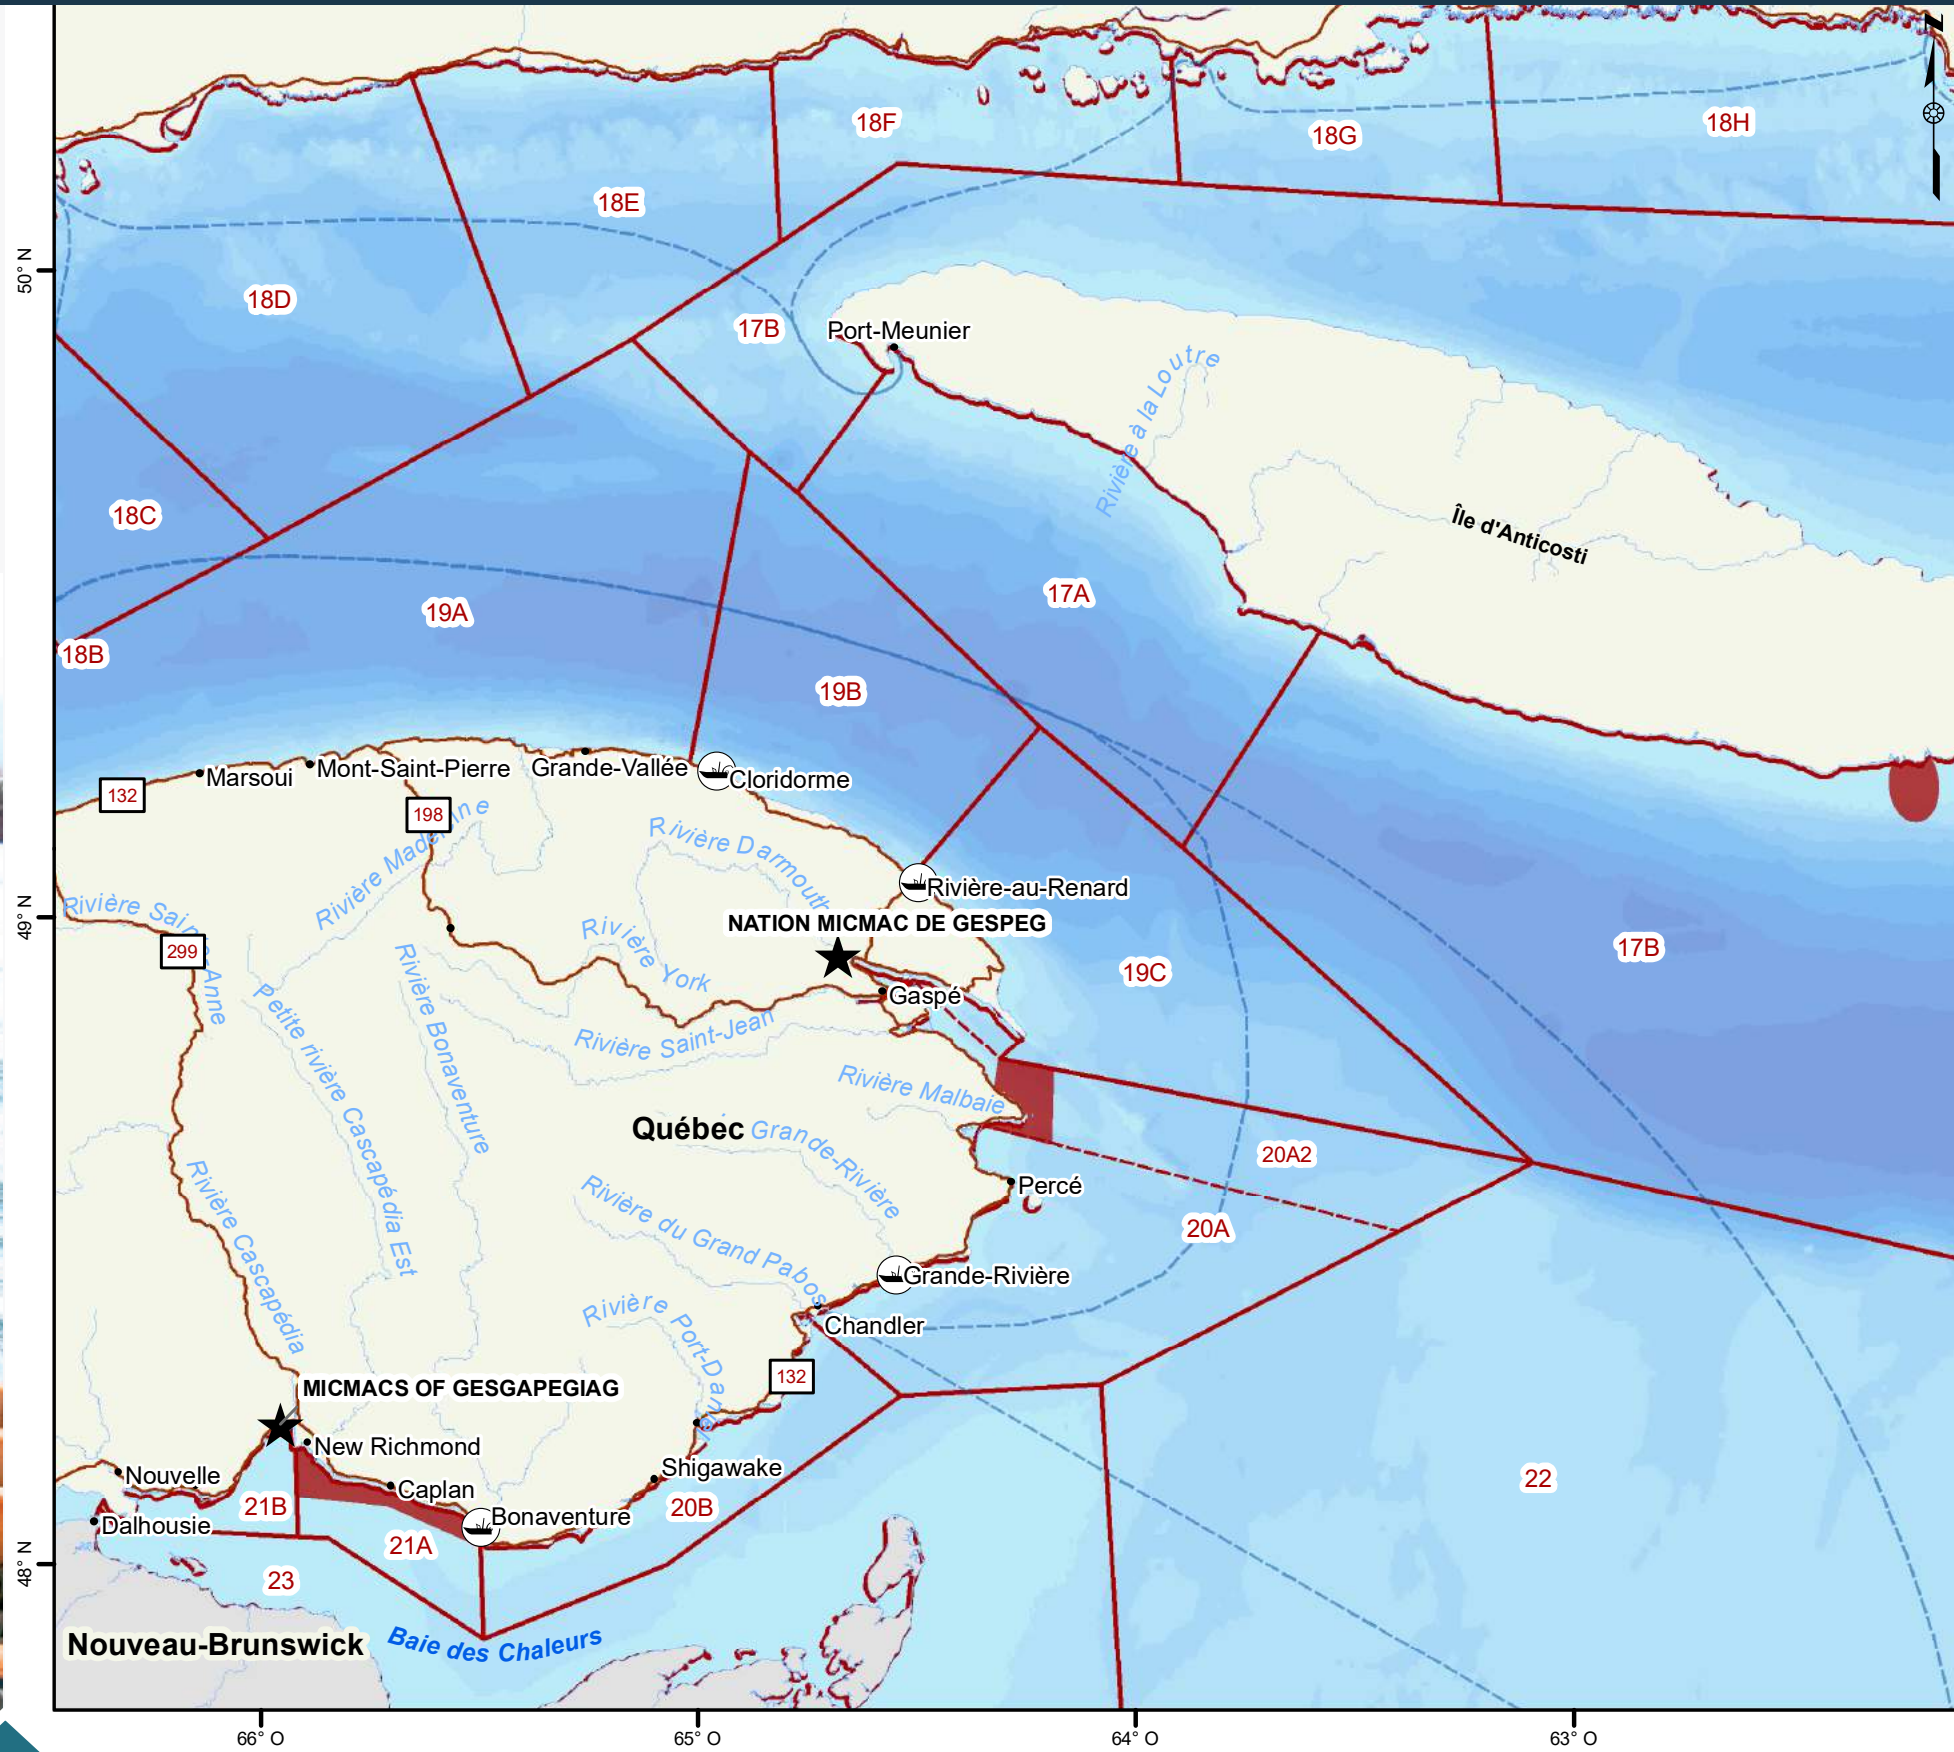 N
18F
18G
18H
18E
50° N
18D
17B
Port-Meunier
Rivière à la Loutre
18C
Île d'Anticosti
17A
19A
18B
19B
Marsoui
Mont-Saint-Pierre
Grande-Vallée
Cloridorme
132
198
Rivière Madeleine
Rivière Darmouth
Rivière-au-Renard
49° N
Rivière Sainte Anne
NATION MICMAC DE GESPEG
299
Rivière York
17B
19C
Gaspé
Petite rivière Cascapédia Est
Rivière Bonaventure
Rivière Saint-Jean
Rivière Malbaie
Québec
Grande-Rivière
20A2
Percé
Rivière Cascapédia
Rivière du Grand Pabos
20A
Grande-Rivière
Rivière Port-Daniel
Chandler
132
MICMACS OF GESGAPEGIAG
New Richmond
Nouvelle
Shigawake
22
Caplan
21B
20B
Bonaventure
Dalhousie
21A
48° N
23
Nouveau-Brunswick
Baie des Chaleurs
66° O
65° O
64° O
63° O